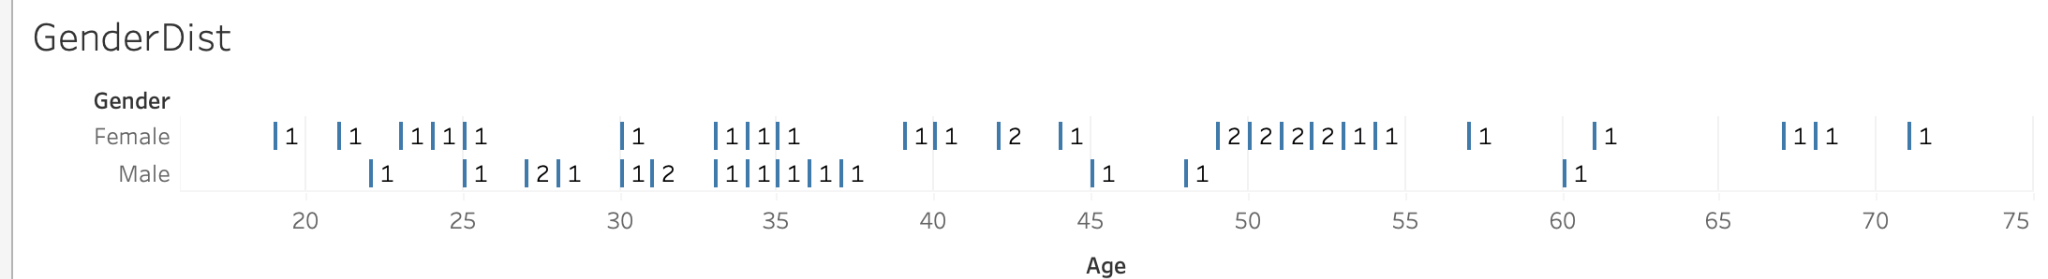 GenderDist
Gender
Female 1 1 1 1 1 1 1 1 1 1 1 2 1 2 2 2 2 1 1 1 1 1 1 1
Male 1 1 2 1 1 2 1 1 1 1 1 1 1 1
20 25 30 35 40 45 50 55 60 65 70 75
Age